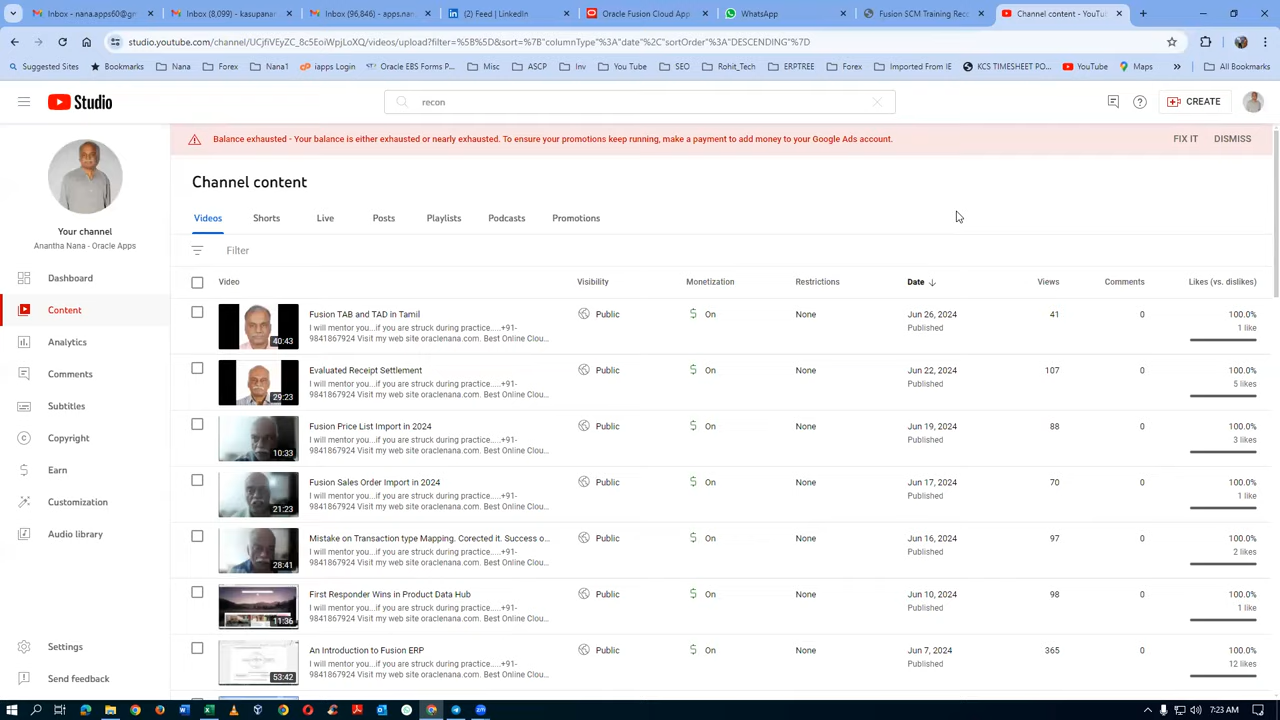 Inbox (8,099) - knayusp
Inbox (96,846) - anappsn
(2) Feed | LinkedIn
Oracle Fusion Cloud App
WhatsApp
Fusion SCM Training Rec
Channel content - YouTu
studio.youtube.com/channel/UCjfiVEyZC_8c5EoiWpjLoXQ/videos/upload?filter=%5B%5D&sort=%7B"columnType"%3A"date"%2C"sortOrder"%3A"DESCENDING"%7D
Suggested Sites Bookmarks Nana Forex Nana1 iapps Login Oracle EBS Forms P... Misc ASCP Inv You Tube SEO Rohit_Tech ERPTREE Forex Imported From IE KCS TIMESHEET PO... YouTube Maps » All Bookmarks
Studio
recon
CREATE
Balance exhausted - Your balance is either exhausted or nearly exhausted. To ensure your promotions keep running, make a payment to add money to your Google Ads account.
FIX IT DISMISS
Your channel
Anantha Nana - Oracle Apps
Dashboard
Content
Analytics
Comments
Subtitles
Copyright
Earn
Customization
Audio library
Settings
Send feedback
Channel content
Videos Shorts Live Posts Playlists Podcasts Promotions
Filter
Video Visibility Monetization Restrictions Date Views Comments Likes (vs. dislikes)
Fusion TAB and TAD in Tamil Public On None Jun 26, 2024 41 0 100.0%
I will mentor you...if you are struck during practice.....+91- Published 1 like
9841867924 Visit my web site oraclenana.com. Best Online Clou...
40:43
Evaluated Receipt Settlement Public On None Jun 22, 2024 107 0 100.0%
I will mentor you...if you are struck during practice.....+91- Published 5 likes
9841867924 Visit my web site oraclenana.com. Best Online Clou...
29:23
Fusion Price List Import in 2024 Public On None Jun 19, 2024 88 0 100.0%
I will mentor you...if you are struck during practice.....+91- Published 3 likes
9841867924 Visit my web site oraclenana.com. Best Online Clou...
10:33
Fusion Sales Order Import in 2024 Public On None Jun 17, 2024 70 0 100.0%
I will mentor you...if you are struck during practice.....+91- Published 1 like
9841867924 Visit my web site oraclenana.com. Best Online Clou...
21:23
Mistake on Transaction type Mapping. Corected it. Success o... Public On None Jun 16, 2024 97 0 100.0%
I will mentor you...if you are struck during practice.....+91- Published 2 likes
9841867924 Visit my web site oraclenana.com. Best Online Clou...
28:41
First Responder Wins in Product Data Hub Public On None Jun 10, 2024 98 0 100.0%
I will mentor you...if you are struck during practice.....+91- Published 1 like
9841867924 Visit my web site oraclenana.com. Best Online Clou...
11:36
An Introduction to Fusion ERP Public On None Jun 7, 2024 365 0 100.0%
I will mentor you...if you are struck during practice.....+91- Published 12 likes
9841867924 Visit my web site oraclenana.com. Best Online Clou...
53:42
7:23 AM